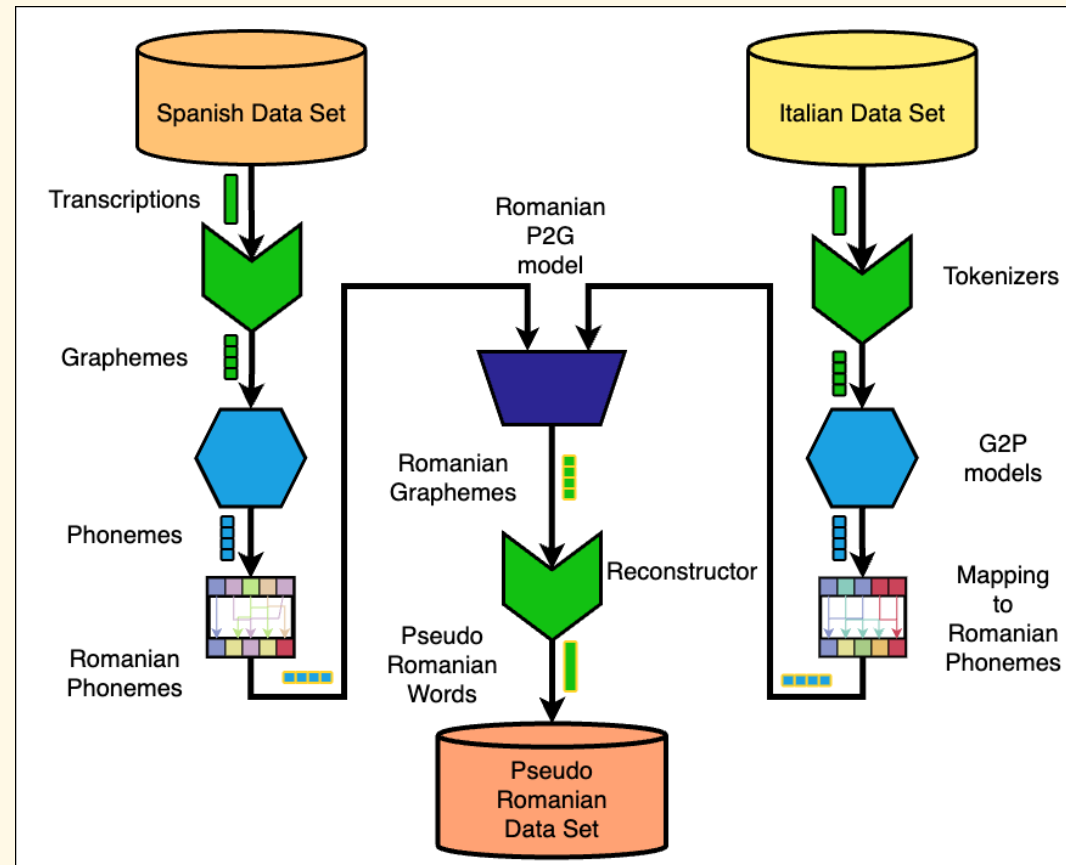 Spanish Data Set
Italian Data Set
Transcriptions
Romanian
P2G
model
Tokenizers
Graphemes
G2P
models
Romanian
Graphemes
Phonemes
Reconstructor
Mapping
to
Romanian
Phonemes
Romanian
Phonemes
Pseudo
Romanian
Words
Pseudo
Romanian
Data Set